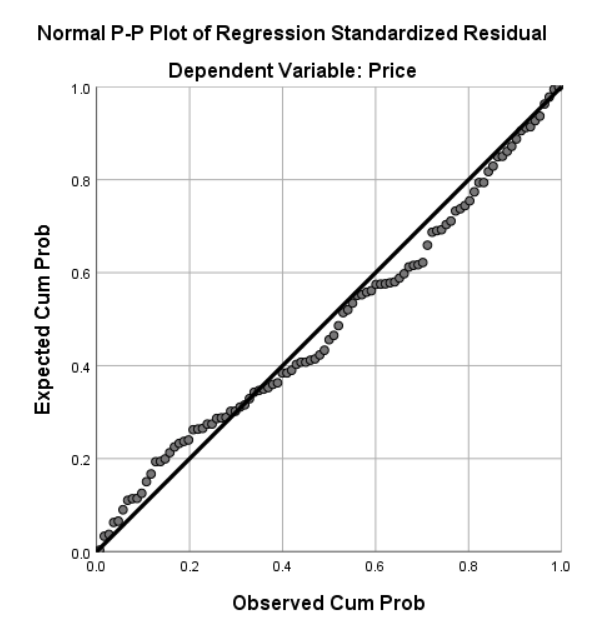 Normal P-P Plot of Regression Standardized Residual
Dependent Variable: Price
1.0
0.8
0.6
0.4
0.2
0.0
Expected Cum Prob
0.0 0.2 0.4 0.6 0.8 1.0
Observed Cum Prob